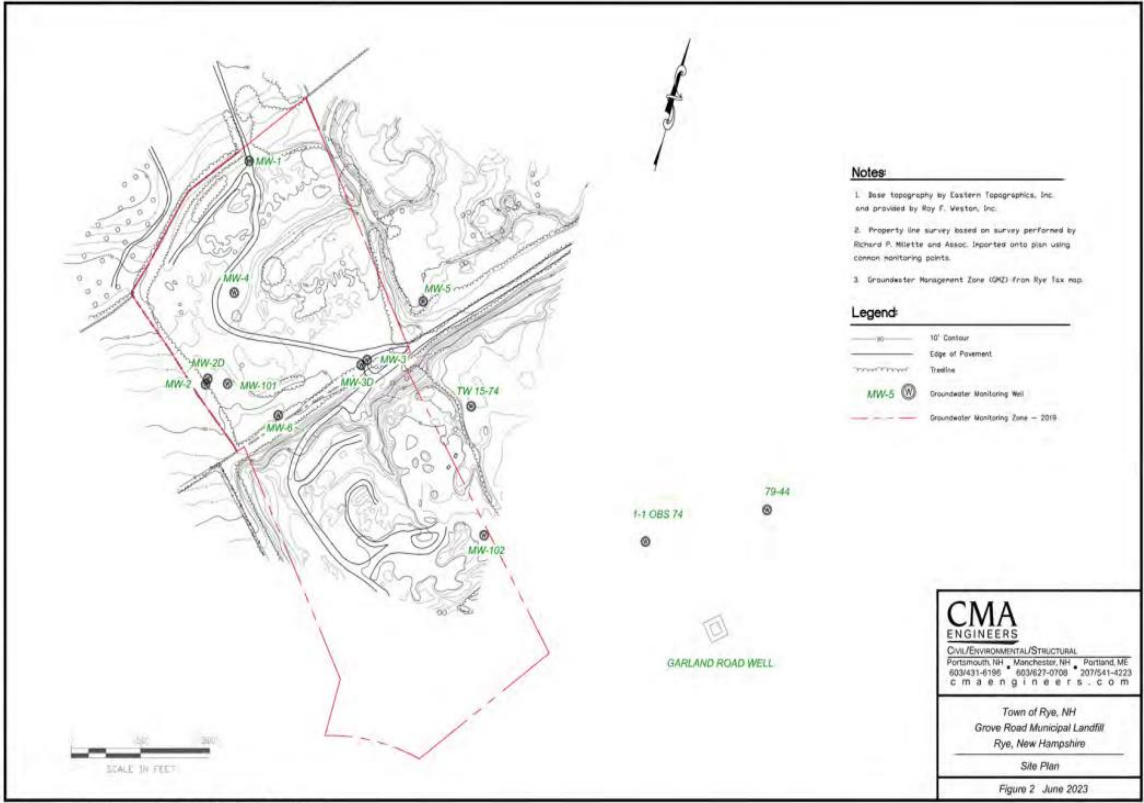 MW-1
MW-4
MW-5
MW-2D
MW-2
MW-101
MW-3
MW-3D
TW 15-74
MW-6
79-44
1-1 OBS 74
MW-102
GARLAND ROAD WELL
SCALE IN FEET
Notes:
1. Base topography by Eastern Topographics, Inc.
and provided by Roy F. Weston, Inc.
2. Property line survey based on survey performed by
Richard P. Millette and Assoc. Imported onto plan using
common monitoring points.
3. Groundwater Management Zone (GMZ) from Rye Tax map.
Legend:
10' Contour
Edge of Pavement
Treeline
MW-5 Groundwater Monitoring Well
Groundwater Monitoring Zone - 2019
CMA
ENGINEERS
CIVIL/ENVIRONMENTAL/STRUCTURAL
Portsmouth, NH • Manchester, NH • Portland, ME
603/431-6196 603/627-0708 207/541-4223
cmaengineers.com
Town of Rye, NH
Grove Road Municipal Landfill
Rye, New Hampshire
Site Plan
Figure 2 June 2023